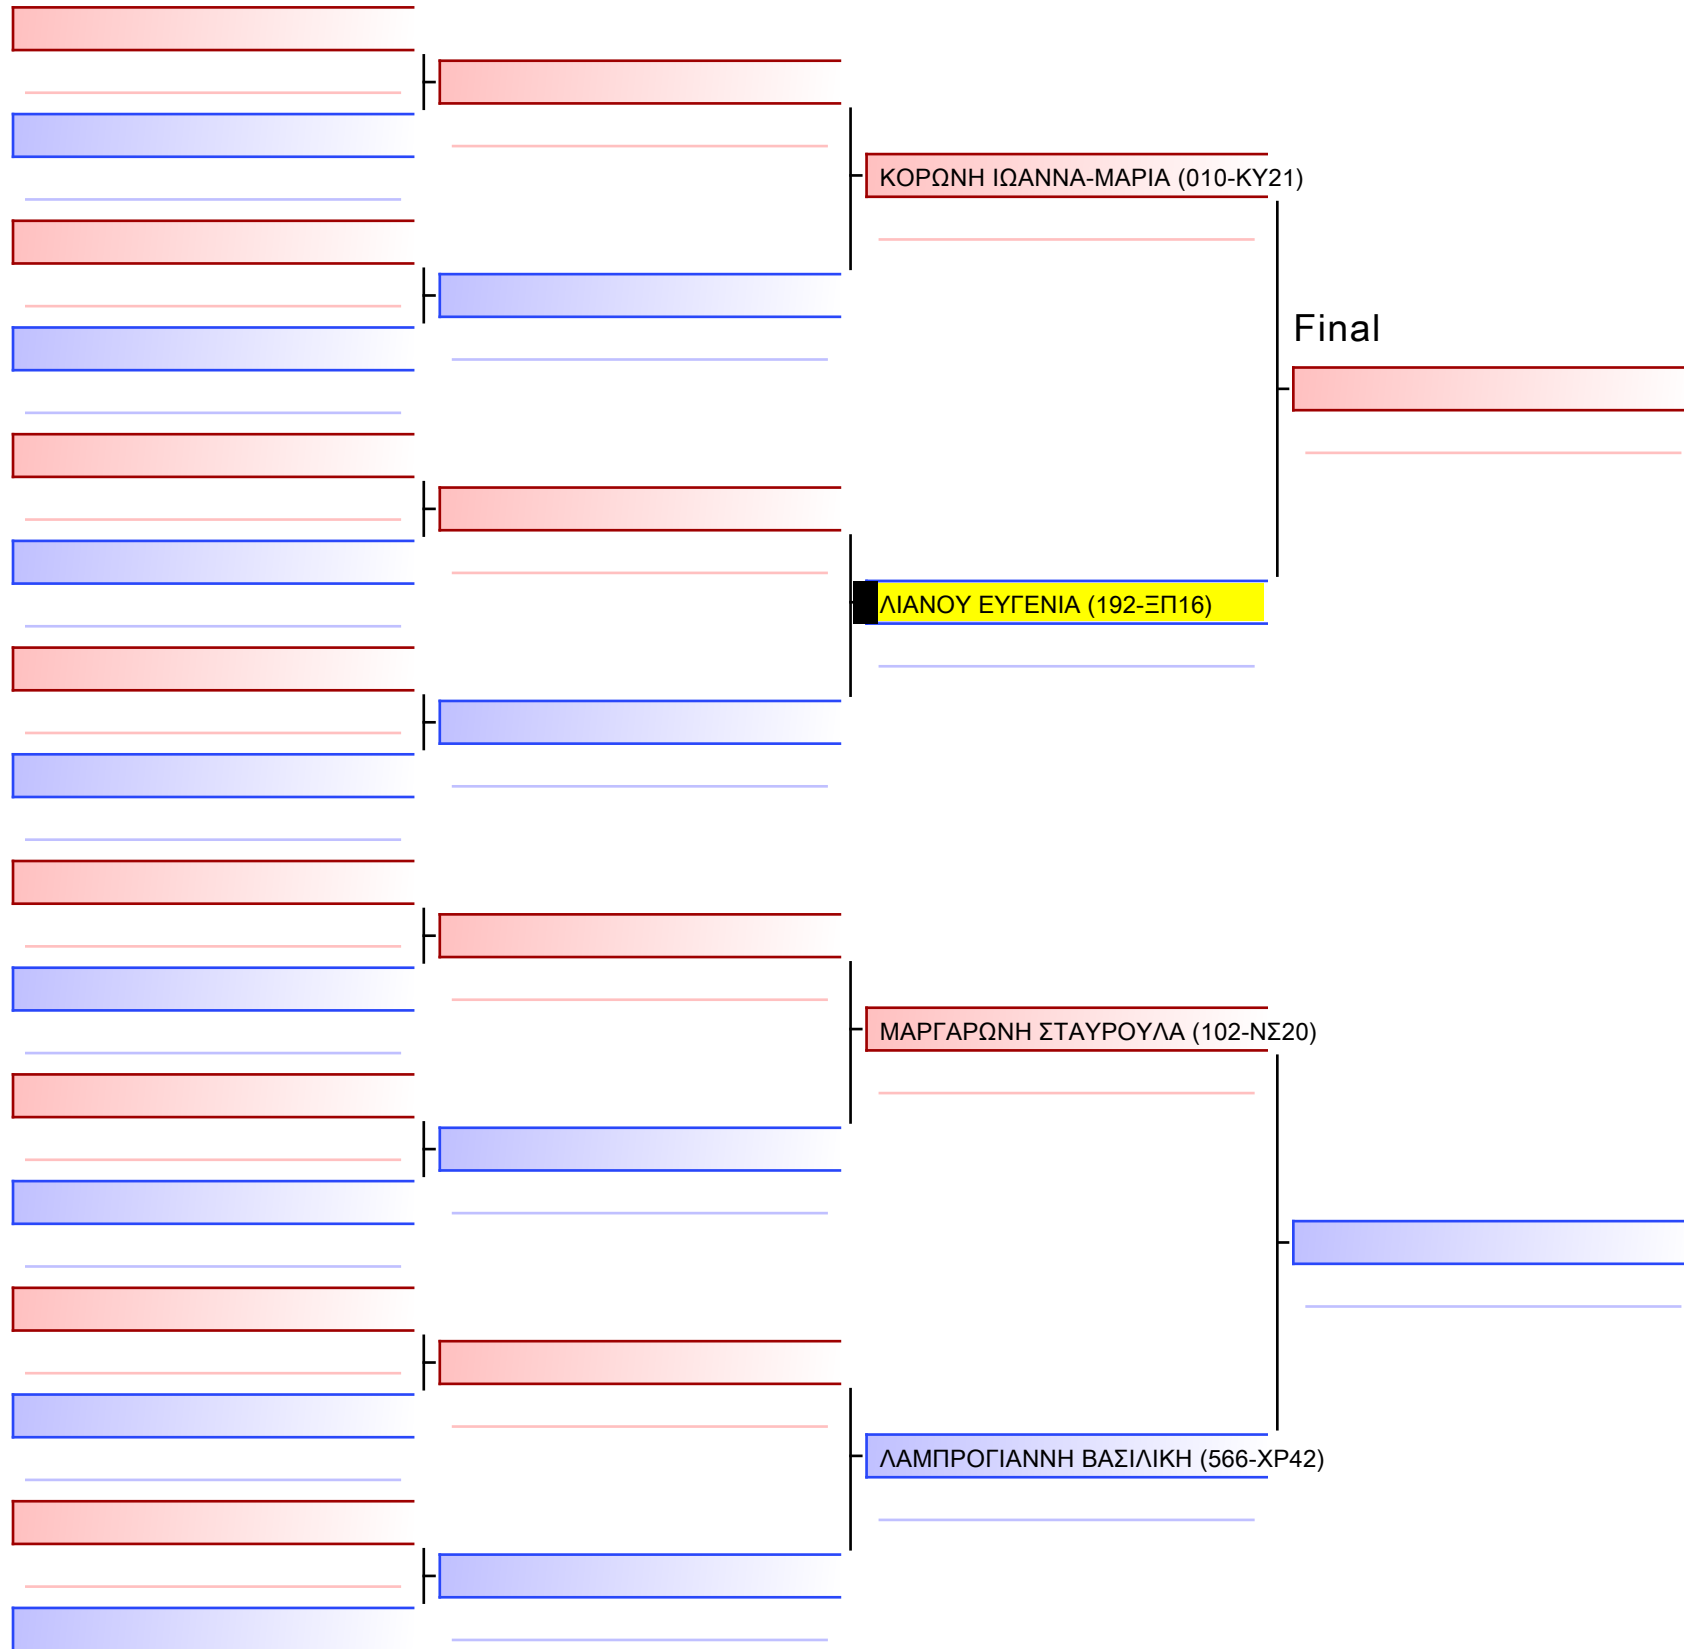 ΚΟΡΩΝΗ ΙΩΑΝΝΑ-ΜΑΡΙΑ (010-ΚΥ21)
Final
ΛΙΑΝΟΥ ΕΥΓΕΝΙΑ (192-ΞΠ16)
ΜΑΡΓΑΡΩΝΗ ΣΤΑΥΡΟΥΛΑ (102-ΝΣ20)
ΛΑΜΠΡΟΓΙΑΝΝΗ ΒΑΣΙΛΙΚΗ (566-ΧΡ42)